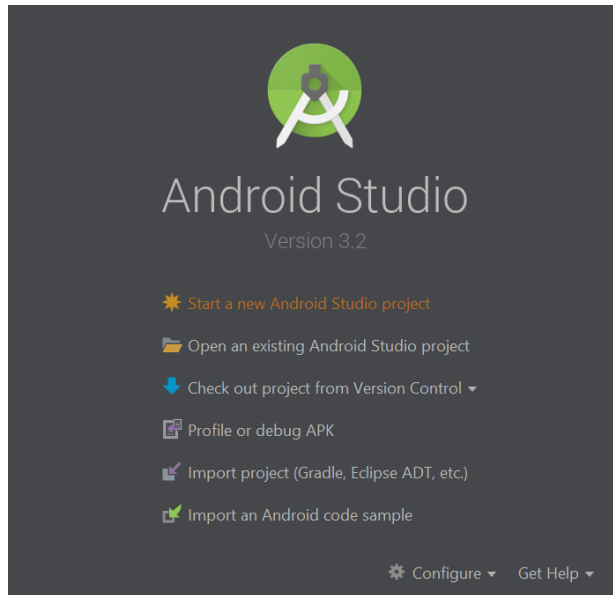 Android Studio
Version 3.2
Start a new Android Studio project
Open an existing Android Studio project
Check out project from Version Control
Profile or debug APK
Import project (Gradle, Eclipse ADT, etc.)
Import an Android code sample
Configure Get Help